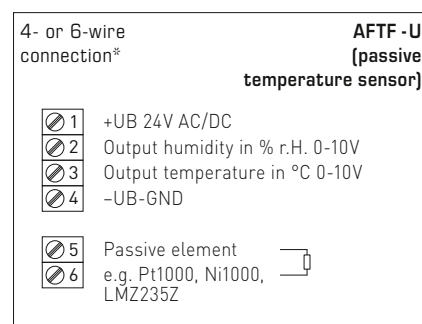 4- or 6-wire
connection*
AFTF - U
(passive
temperature sensor)
1 +UB 24V AC/DC
2 Output humidity in % r.H. 0-10V
3 Output temperature in °C 0-10V
4 –UB-GND
5 Passive element
6 e.g. Pt1000, Ni1000,
LMZ235Z